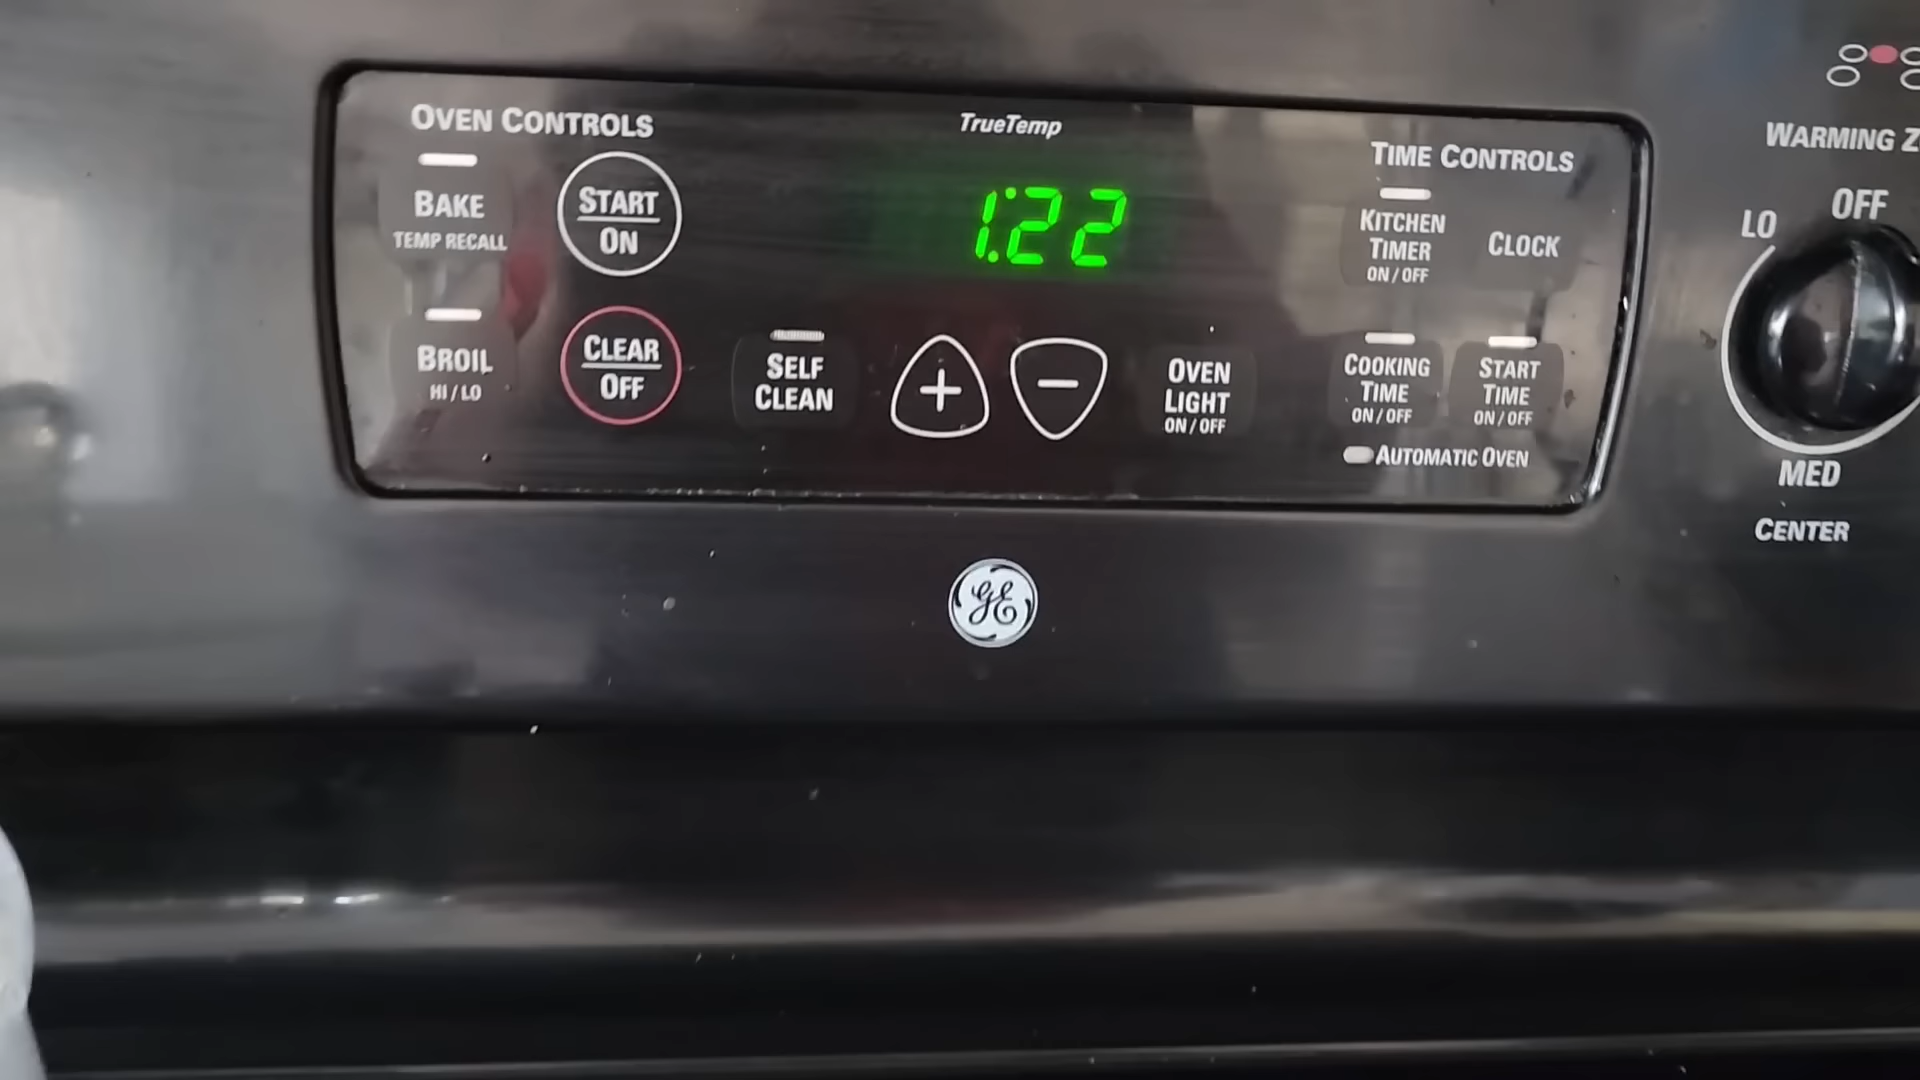 OVEN CONTROLS
BAKE
TEMP RECALL
START
ON
BROIL
HI / LO
CLEAR
OFF
SELF
CLEAN
TrueTemp
1:22
+
−
OVEN
LIGHT
ON / OFF
TIME CONTROLS
KITCHEN
TIMER
ON / OFF
CLOCK
COOKING
TIME
ON / OFF
START
TIME
ON / OFF
AUTOMATIC OVEN
GE
WARMING Z
OFF
LO
MED
CENTER